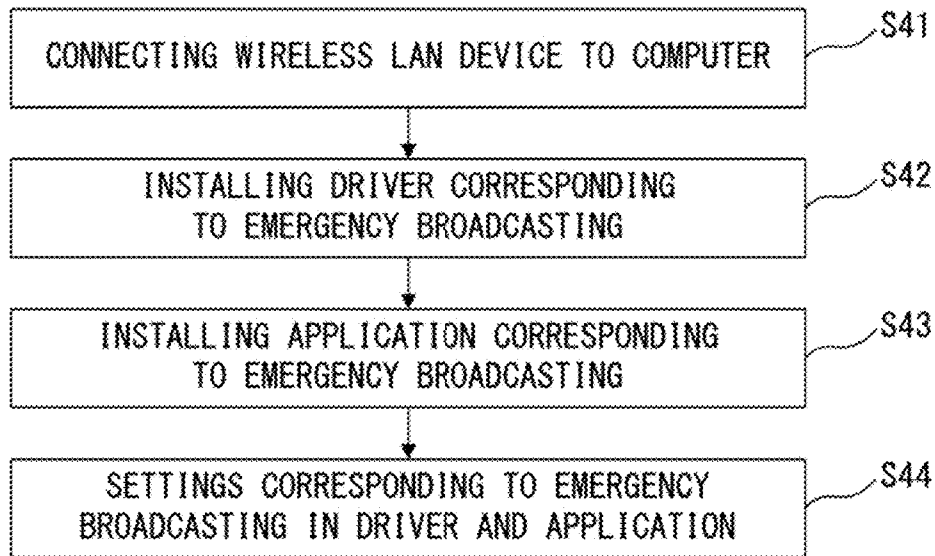 CONNECTING WIRELESS LAN DEVICE TO COMPUTER
S41
INSTALLING DRIVER CORRESPONDING
TO EMERGENCY BROADCASTING
S42
INSTALLING APPLICATION CORRESPONDING
TO EMERGENCY BROADCASTING
S43
SETTINGS CORRESPONDING TO EMERGENCY
BROADCASTING IN DRIVER AND APPLICATION
S44